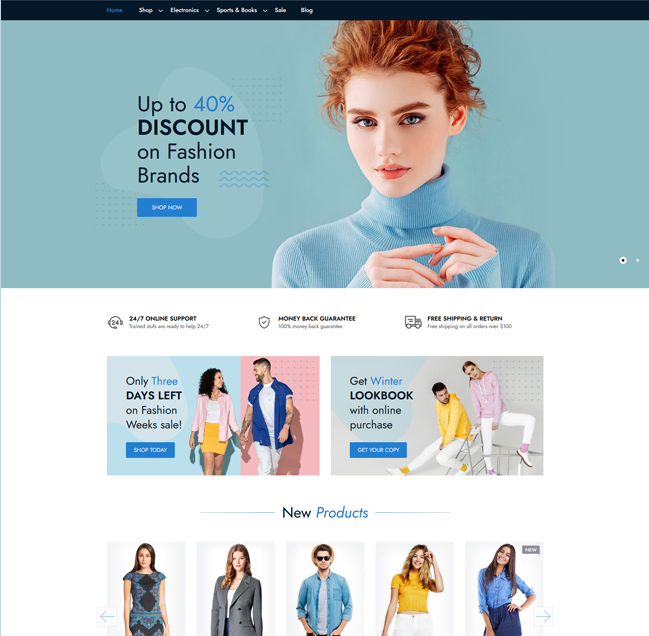 Home Shop Electronics Sports & Books Sale Blog
Up to 40%
DISCOUNT
on Fashion
Brands
SHOP NOW
24/7 ONLINE SUPPORT
Trained stufs are ready to help 24/7
MONEY BACK GUARANTEE
100% money back guarantee
FREE SHIPPING & RETURN
Free shipping on all orders over $100
Only Three
DAYS LEFT
on Fashion
Weeks sale!
SHOP TODAY
Get Winter
LOOKBOOK
with online
purchase
GET YOUR COPY
New Products
NEW